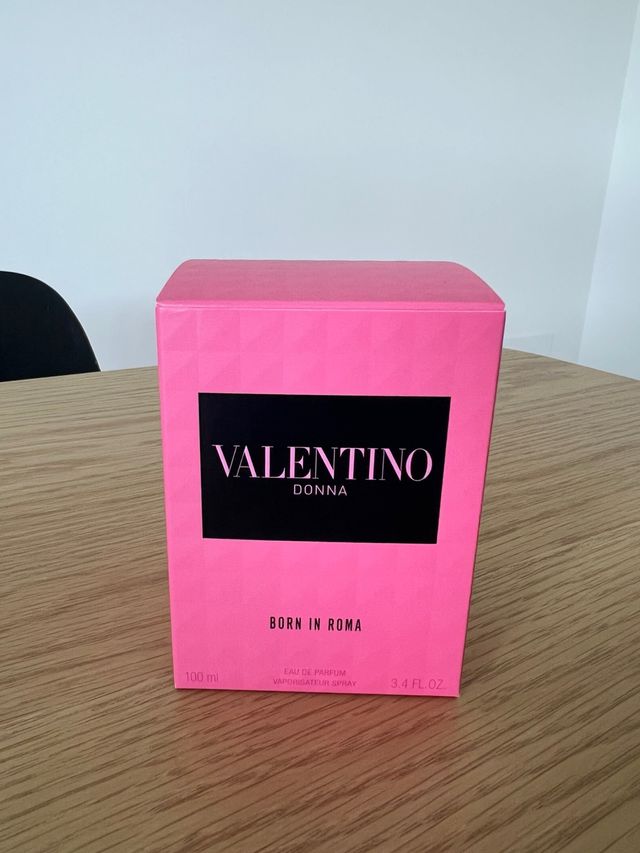 VALENTINO
DONNA
BORN IN ROMA
EAU DE PARFUM
100 ml VAPORISATEUR SPRAY 3.4 FL.OZ.